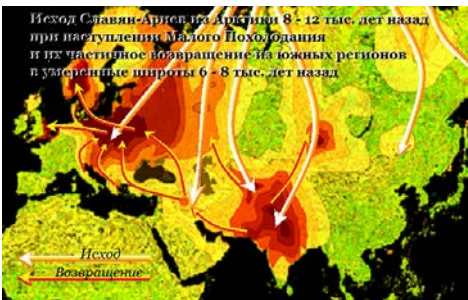 Исход Славян-Ариев из Арктики 8 - 12 тыс. лет назад
при наступлении Малого Похолодания
и их частичное возвращение из южных регионов
в умеренные широты 6 - 8 тыс. лет назад
Исход
Возвращение